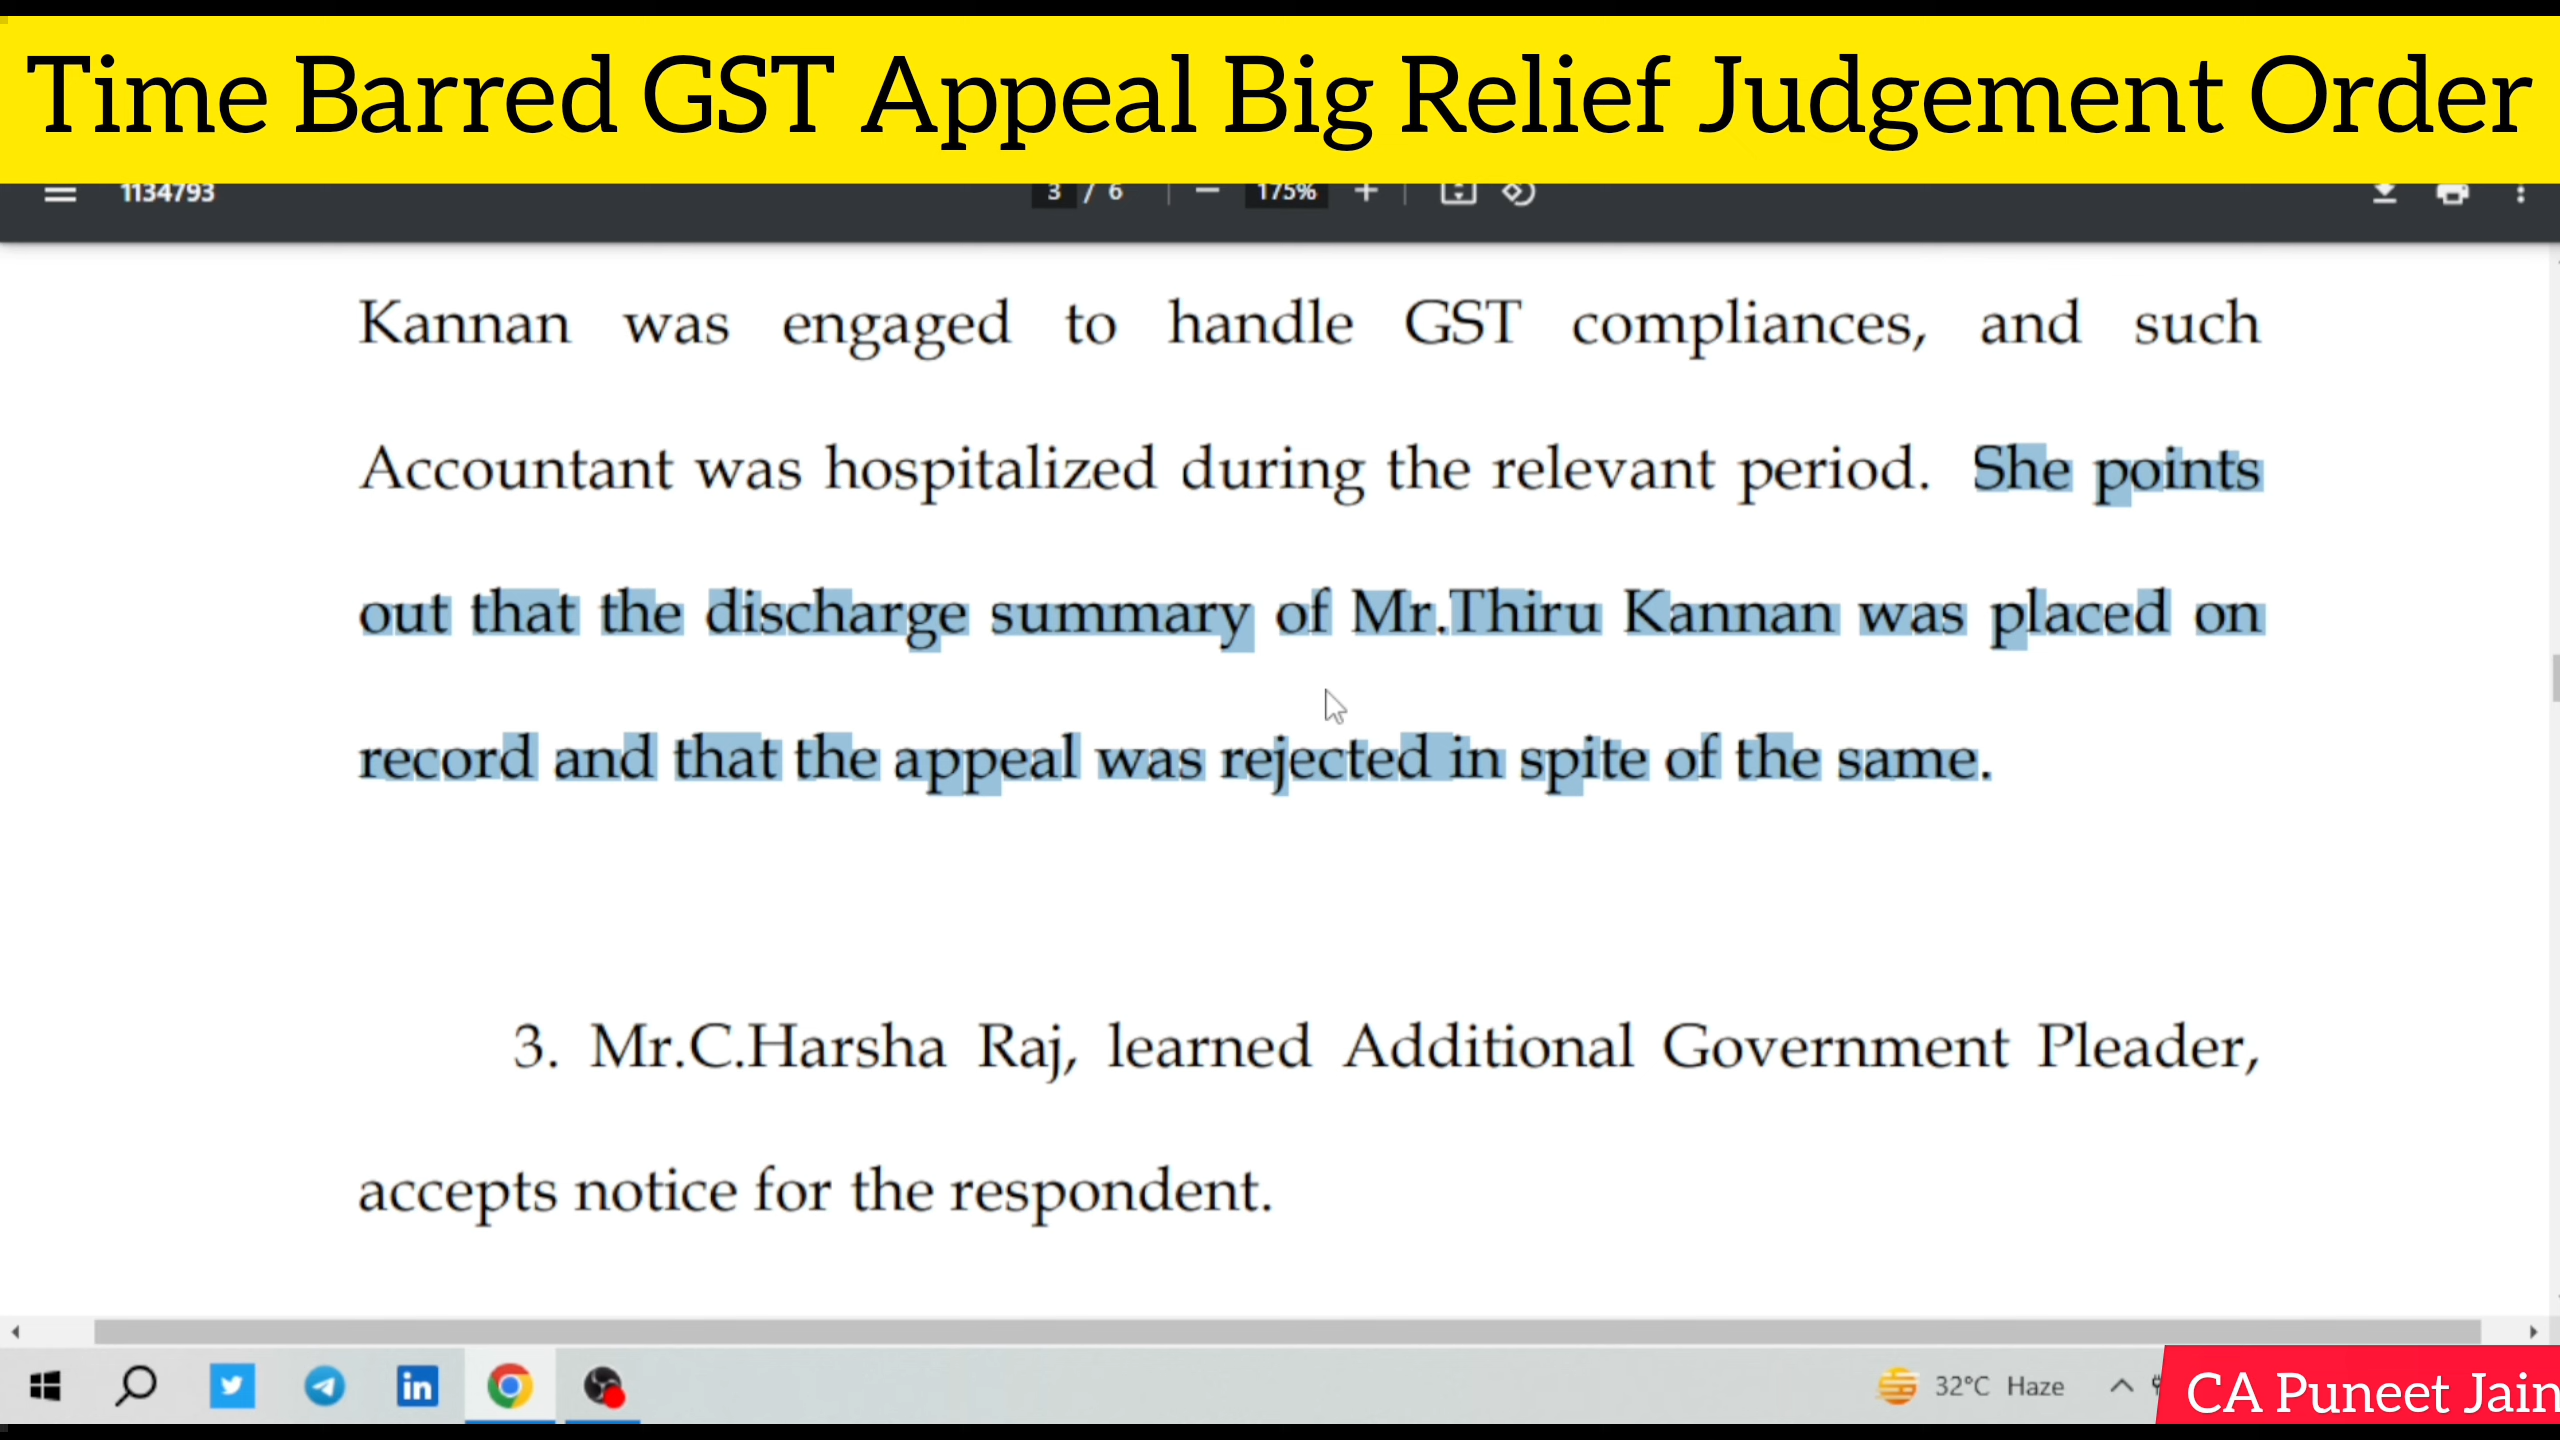 Time Barred GST Appeal Big Relief Judgement Order
1134793 3 / 6 175%
Kannan was engaged to handle GST compliances, and such
Accountant was hospitalized during the relevant period. She points
out that the discharge summary of Mr.Thiru Kannan was placed on
record and that the appeal was rejected in spite of the same.
3. Mr.C.Harsha Raj, learned Additional Government Pleader,
accepts notice for the respondent.
in
32°C Haze
CA Puneet Jain